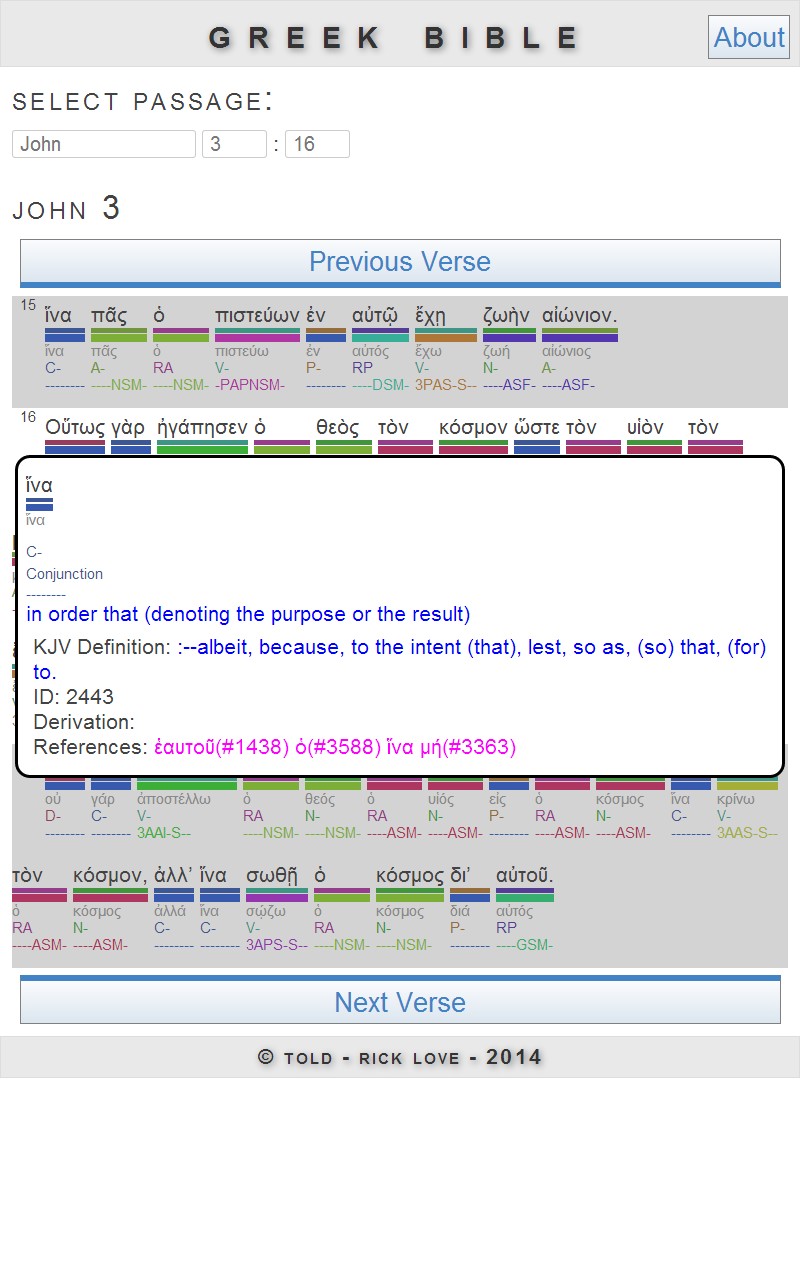 GREEK BIBLE
About
SELECT PASSAGE:
John 3 : 16
JOHN 3
Previous Verse
15 ἵνα πᾶς ὁ πιστεύων ἐν αὐτῷ ἔχῃ ζωὴν αἰώνιον.
ἵνα πᾶς ὁ πιστεύω ἐν αὐτός ἔχω ζωή αἰώνιος
C- A- RA V- P- RP V- N- A-
-------- ----NSM- ----NSM- -PAPNSM- -------- ----DSM- 3PAS-S-- ----ASF- ----ASF-
16 Οὕτως γὰρ ἠγάπησεν ὁ θεὸς τὸν κόσμον ὥστε τὸν υἱὸν τὸν
ἵνα
ἵνα
C-
Conjunction
--------
in order that (denoting the purpose or the result)
KJV Definition: :--albeit, because, to the intent (that), lest, so as, (so) that, (for)
to.
ID: 2443
Derivation:
References: ἑαυτοῦ(#1438) ὁ(#3588) ἵνα μή(#3363)
οὐ γάρ ἀποστέλλω ὁ θεός ὁ υἱός εἰς ὁ κόσμος ἵνα κρίνω
D- C- V- RA N- RA N- P- RA N- C- V-
-------- -------- 3AAI-S-- ----NSM- ----NSM- ----ASM- ----ASM- -------- ----ASM- ----ASM- -------- 3AAS-S--
τὸν κόσμον, ἀλλ’ ἵνα σωθῇ ὁ κόσμος δι’ αὐτοῦ.
ὁ κόσμος ἀλλά ἵνα σῴζω ὁ κόσμος διά αὐτός
RA N- C- C- V- RA N- P- RP
----ASM- ----ASM- -------- -------- 3APS-S-- ----NSM- ----NSM- -------- ----GSM-
Next Verse
© TOLD - RICK LOVE - 2014